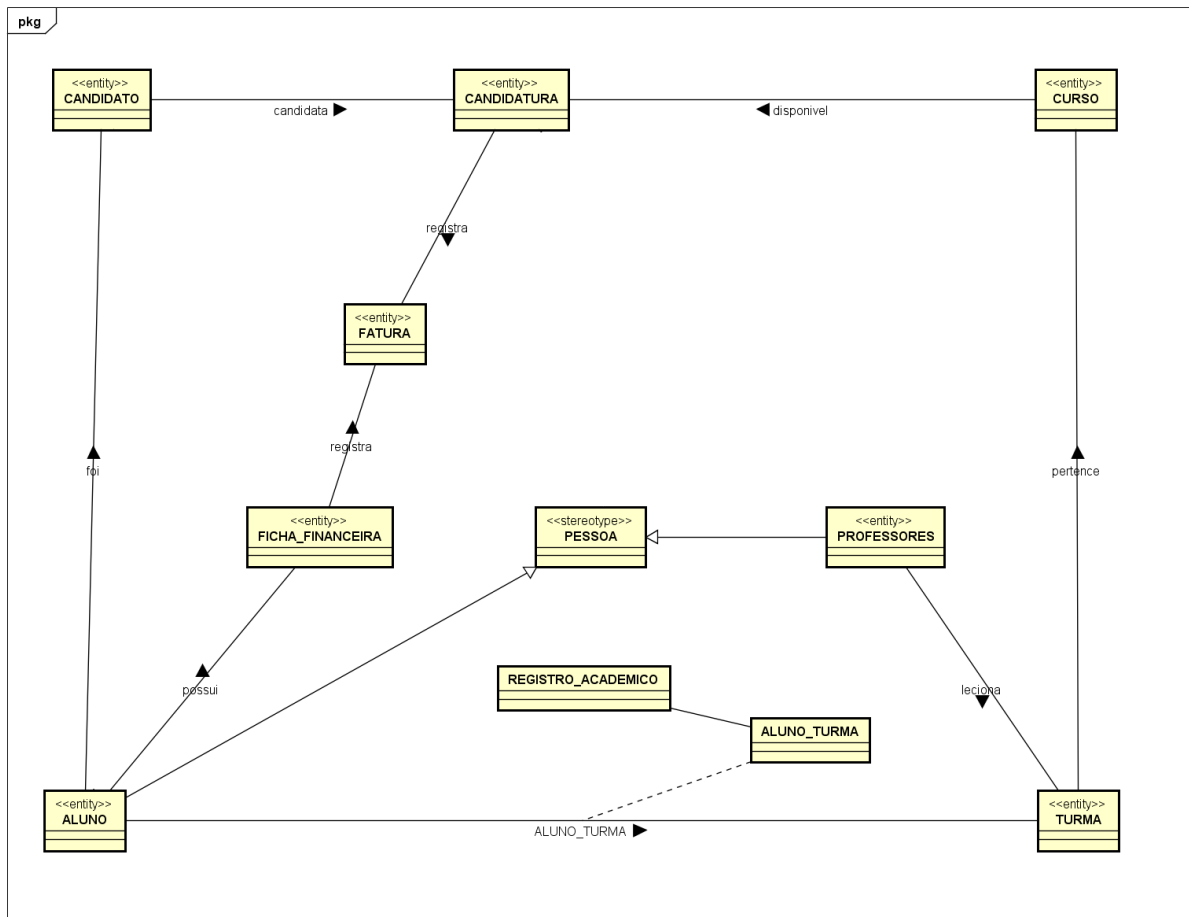 pkg
<<entity>>
CANDIDATO
candidata
<<entity>>
CANDIDATURA
disponivel
<<entity>>
CURSO
registra
<<entity>>
FATURA
registra
foi
pertence
<<entity>>
FICHA_FINANCEIRA
<<stereotype>>
PESSOA
<<entity>>
PROFESSORES
possui
REGISTRO_ACADEMICO
leciona
ALUNO_TURMA
<<entity>>
ALUNO
ALUNO_TURMA
<<entity>>
TURMA